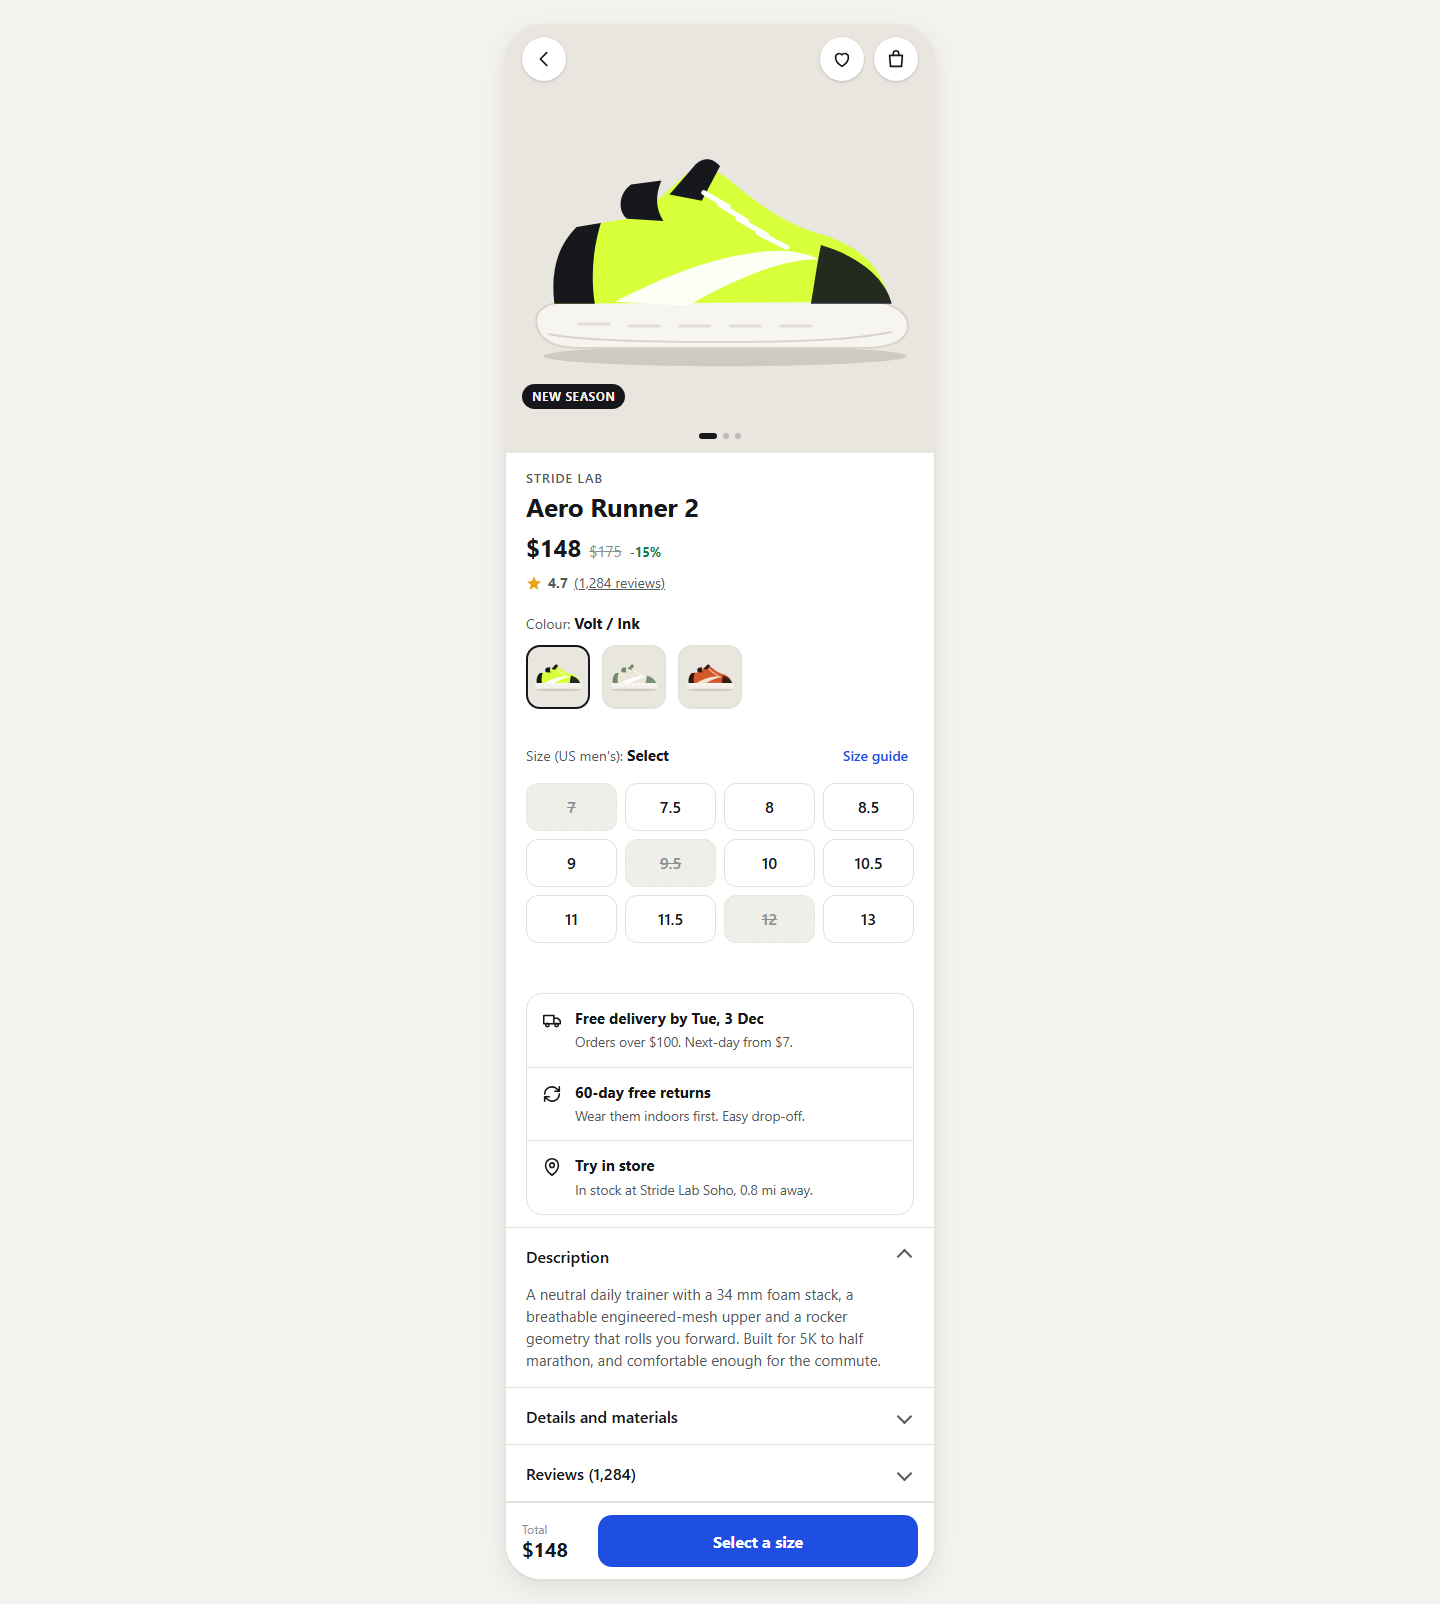 NEW SEASON
STRIDE LAB
Aero Runner 2
$148 $175 -15%
4.7 (1,284 reviews)
Colour: Volt / Ink
Size (US men's): Select Size guide
7 7.5 8 8.5
9 9.5 10 10.5
11 11.5 12 13
Free delivery by Tue, 3 Dec
Orders over $100. Next-day from $7.
60-day free returns
Wear them indoors first. Easy drop-off.
Try in store
In stock at Stride Lab Soho, 0.8 mi away.
Description
A neutral daily trainer with a 34 mm foam stack, a
breathable engineered-mesh upper and a rocker
geometry that rolls you forward. Built for 5K to half
marathon, and comfortable enough for the commute.
Details and materials
Reviews (1,284)
Total
$148
Select a size